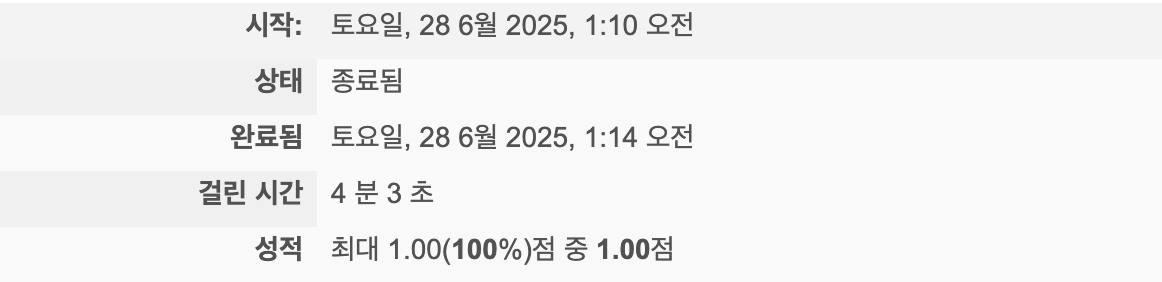 시작: 토요일, 28 6월 2025, 1:10 오전
상태 종료됨
완료됨 토요일, 28 6월 2025, 1:14 오전
걸린 시간 4 분 3 초
성적 최대 1.00(100%)점 중 1.00점